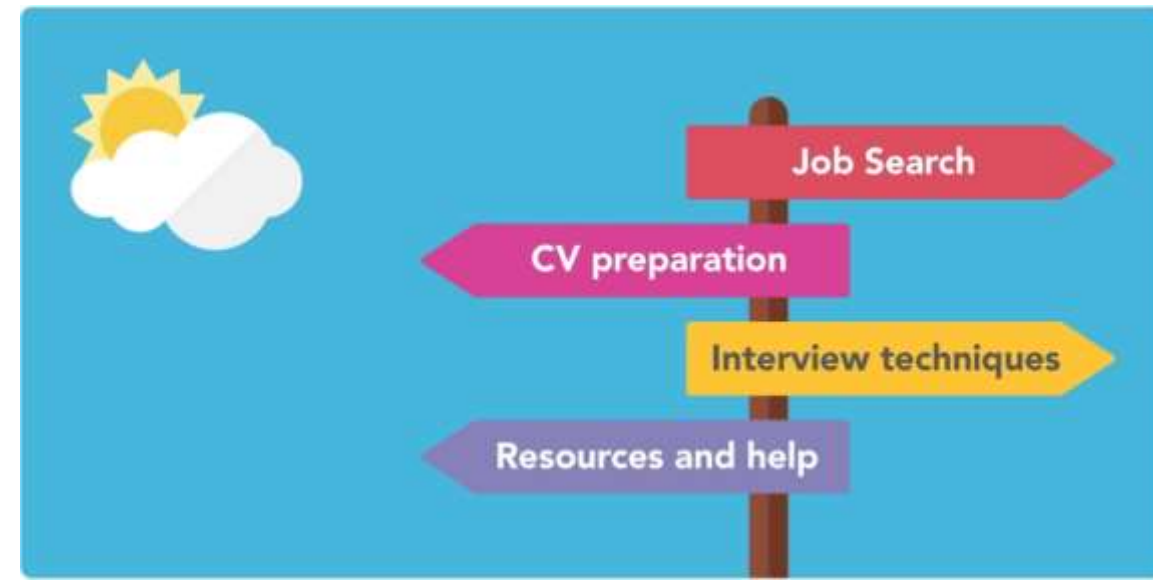 Job Search
CV preparation
Interview techniques
Resources and help